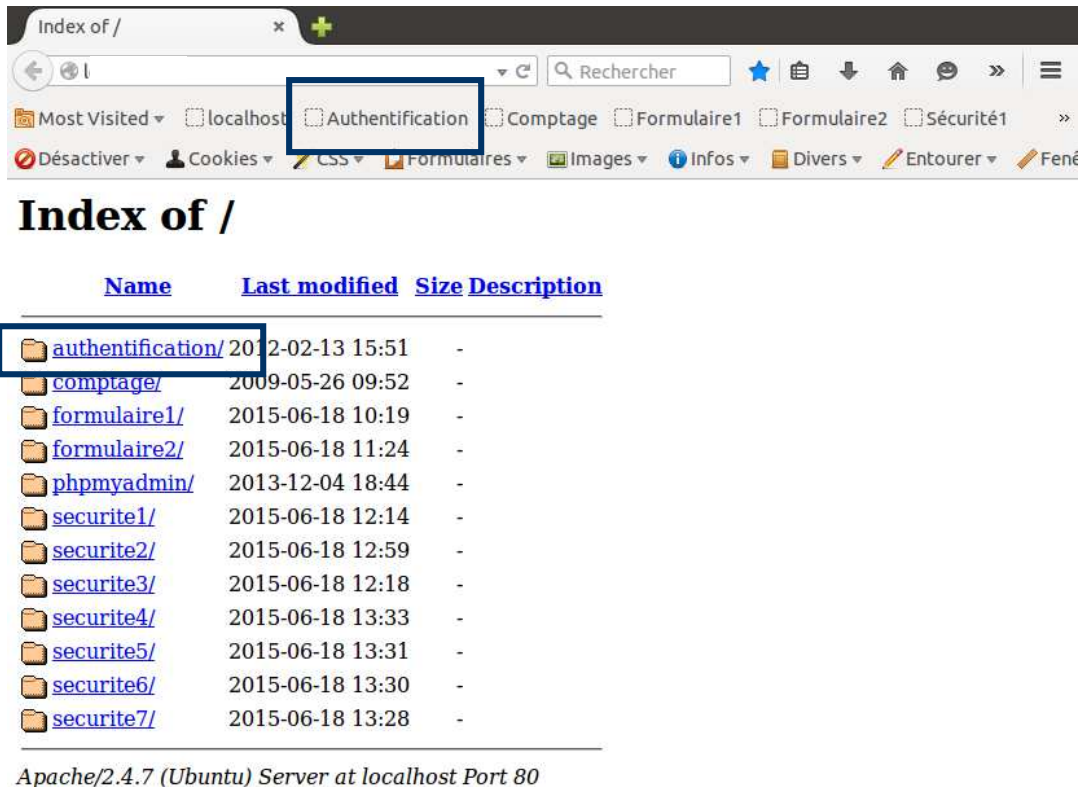 Index of /
l
Rechercher
Most Visited localhost Authentification Comptage Formulaire1 Formulaire2 Sécurité1 »
Désactiver Cookies CSS Formulaires Images Infos Divers Entourer Fené
Index of /
Name Last modified Size Description
authentification/ 2012-02-13 15:51 -
comptage/ 2009-05-26 09:52 -
formulaire1/ 2015-06-18 10:19 -
formulaire2/ 2015-06-18 11:24 -
phpmyadmin/ 2013-12-04 18:44 -
securite1/ 2015-06-18 12:14 -
securite2/ 2015-06-18 12:59 -
securite3/ 2015-06-18 12:18 -
securite4/ 2015-06-18 13:33 -
securite5/ 2015-06-18 13:31 -
securite6/ 2015-06-18 13:30 -
securite7/ 2015-06-18 13:28 -
Apache/2.4.7 (Ubuntu) Server at localhost Port 80